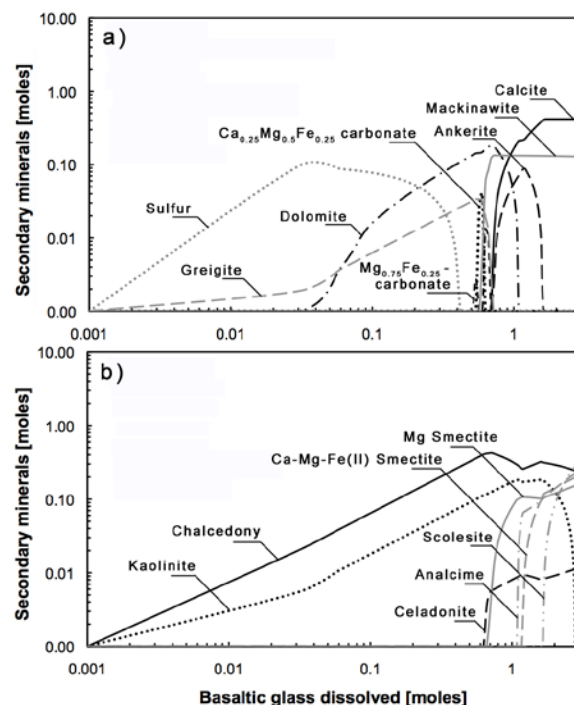 a)
10.00
1.00
0.10
0.01
0.00
Secondary minerals [moles]
Calcite
Mackinawite
Ca0.25Mg0.5Fe0.25 carbonate
Ankerite
Sulfur
Dolomite
Greigite
Mg0.75Fe0.25-
carbonate
0.001
0.01
0.1
1
b)
10.00
1.00
0.10
0.01
0.00
Secondary minerals [moles]
Mg Smectite
Ca-Mg-Fe(II) Smectite
Chalcedony
Scolesite
Kaolinite
Analcime
Celadonite
0.001
0.01
0.1
1
Basaltic glass dissolved [moles]